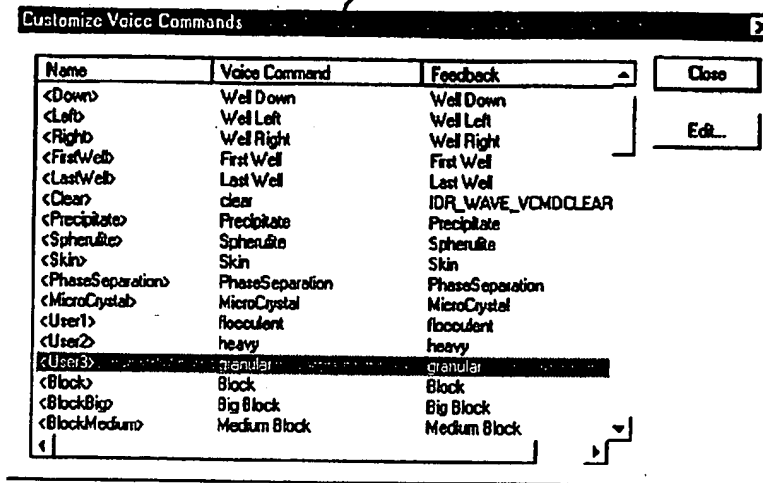 Customize Voice Commands
Name Voice Command Feedback Close
<Down> Well Down Well Down
<Left> Well Left Well Left Edit...
<Right> Well Right Well Right
<FirstWell> First Well First Well
<LastWell> Last Well Last Well
<Clear> clear IDR_WAVE_VCMDCLEAR
<Precipitate> Precipitate Precipitate
<Spherulite> Spherulite Spherulite
<Skin> Skin Skin
<PhaseSeparation> PhaseSeparation PhaseSeparation
<MicroCrystal> MicroCrystal MicroCrystal
<User1> flocculent flocculent
<User2> heavy heavy
<User3> granular granular
<Block> Block Block
<BlockBig> Big Block Big Block
<BlockMedium> Medium Block Medium Block